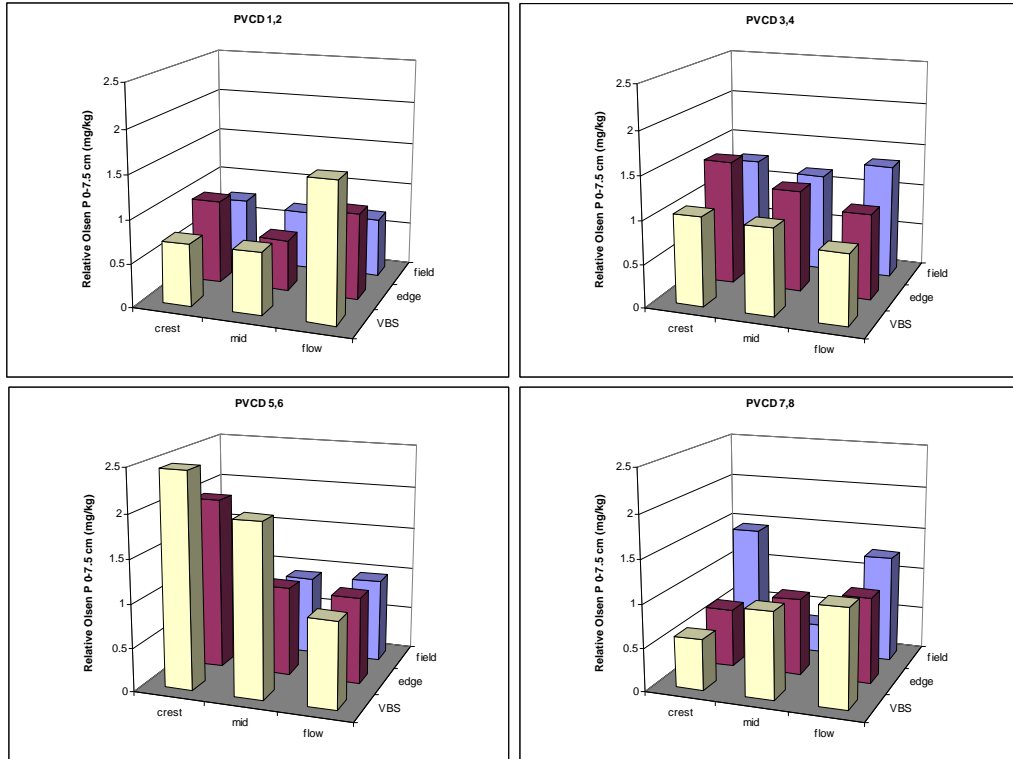 PVCD 1,2
Relative Olsen P 0-7.5 cm (mg/kg)
2.5
2
1.5
1
0.5
0
crest
mid
flow
VBS
edge
field
PVCD 3,4
Relative Olsen P 0-7.5 cm (mg/kg)
2.5
2
1.5
1
0.5
0
crest
mid
flow
VBS
edge
field
PVCD 5,6
Relative Olsen P 0-7.5 cm (mg/kg)
2.5
2
1.5
1
0.5
0
crest
mid
flow
VBS
edge
field
PVCD 7,8
Relative Olsen P 0-7.5 cm (mg/kg)
2.5
2
1.5
1
0.5
0
crest
mid
flow
VBS
edge
field